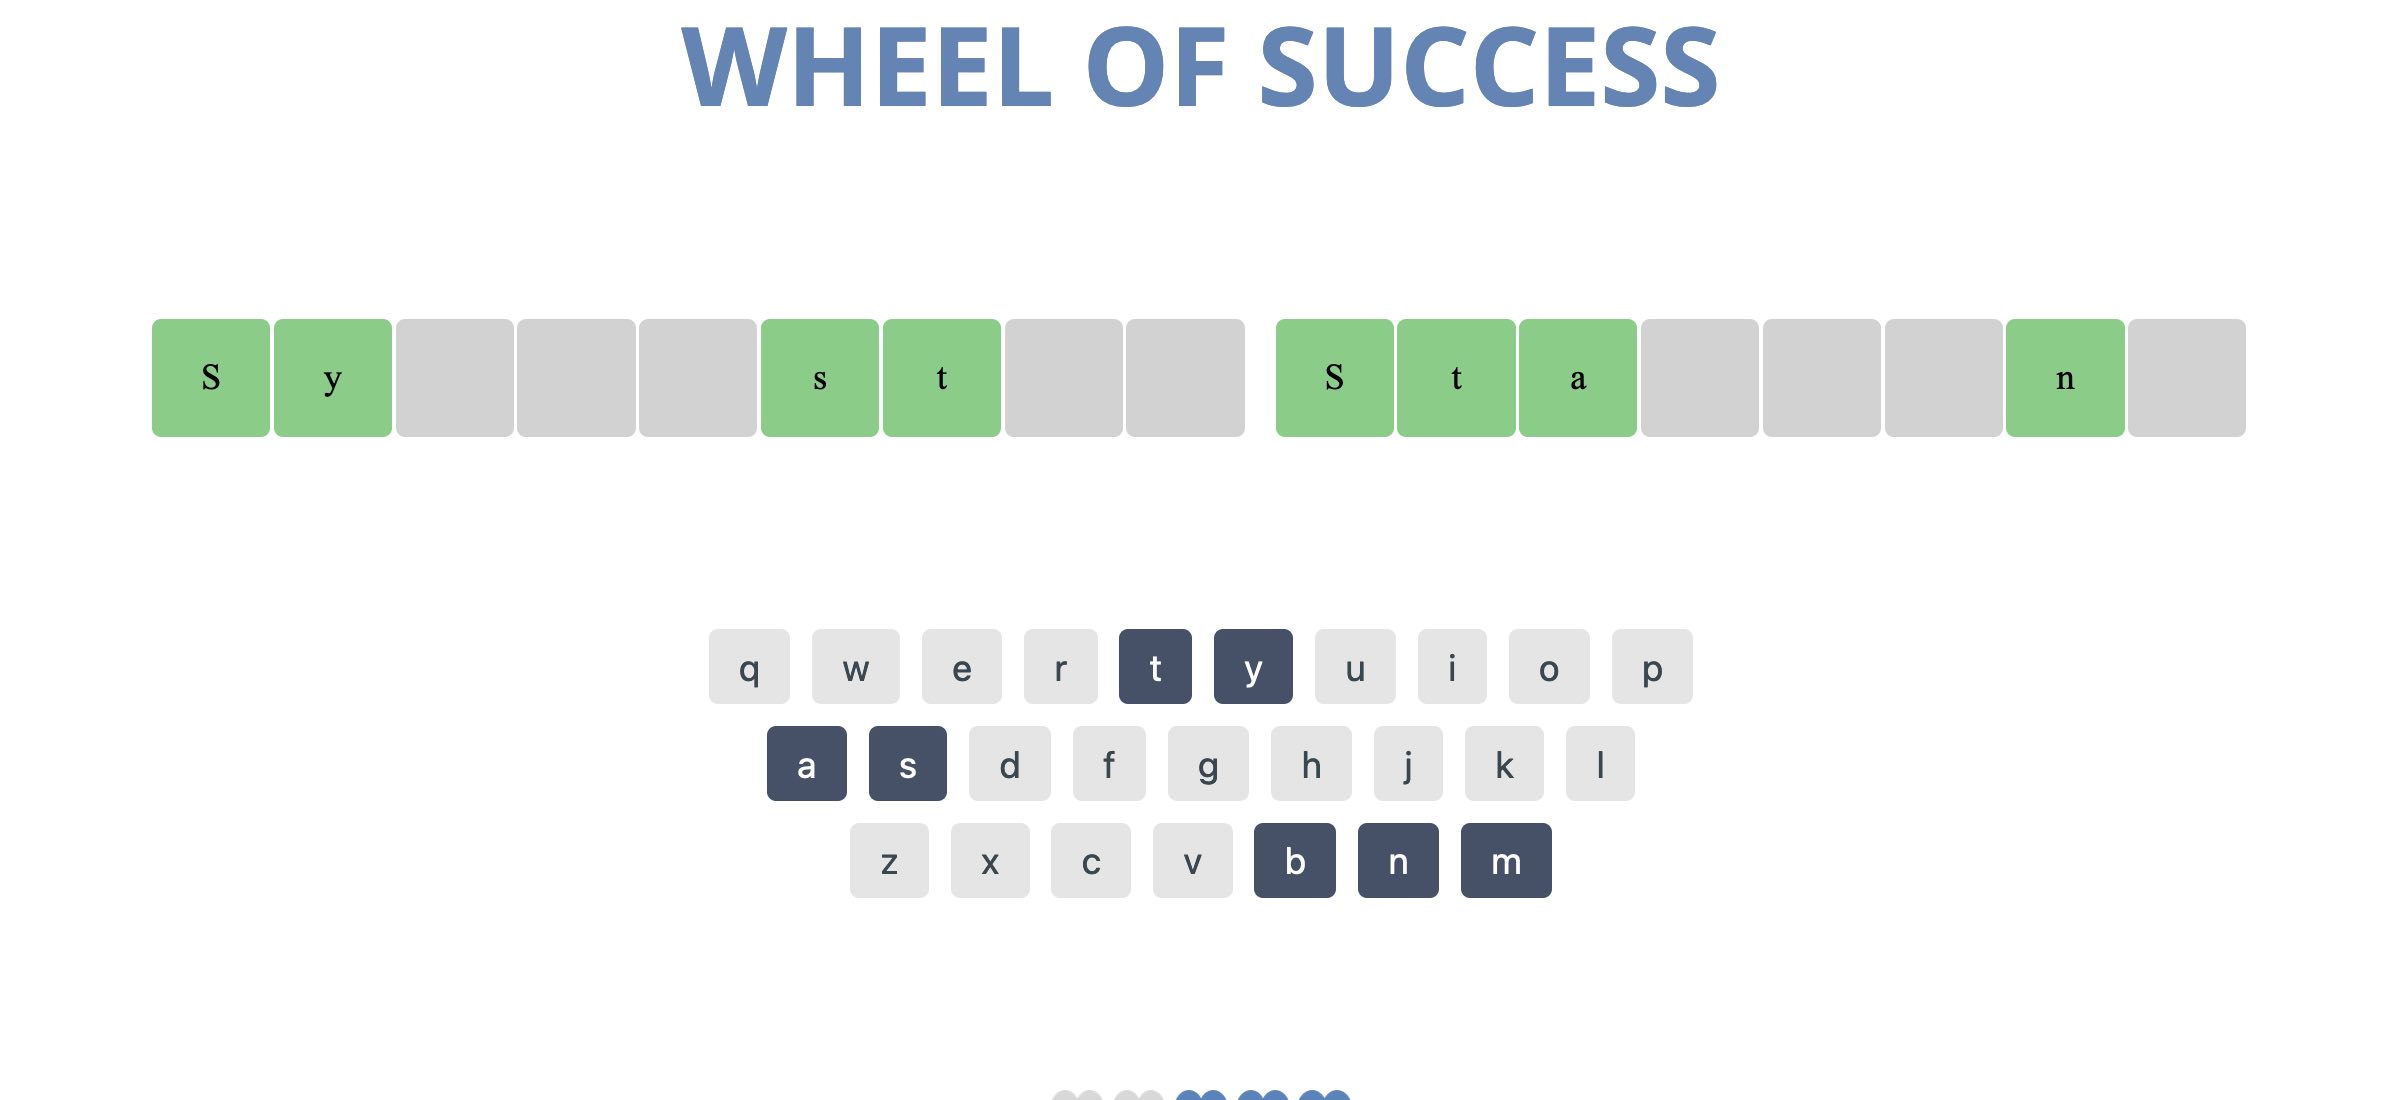 WHEEL OF SUCCESS
S y s t S t a n
q w e r t y u i o p
a s d f g h j k l
z x c v b n m